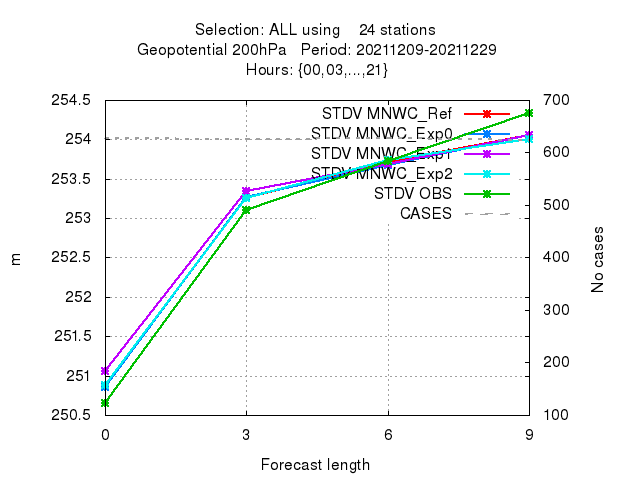 Selection: ALL using    24 stations
Geopotential 200hPa   Period: 20211209-20211229
Hours: {00,03,...,21}
254.5
254
253.5
253
252.5
252
251.5
251
250.5
700
600
500
400
300
200
100
STDV MNWC_Ref
STDV MNWC_Exp0
STDV MNWC_Exp1
STDV MNWC_Exp2
STDV OBS
CASES
m
No cases
0 3 6 9
Forecast length